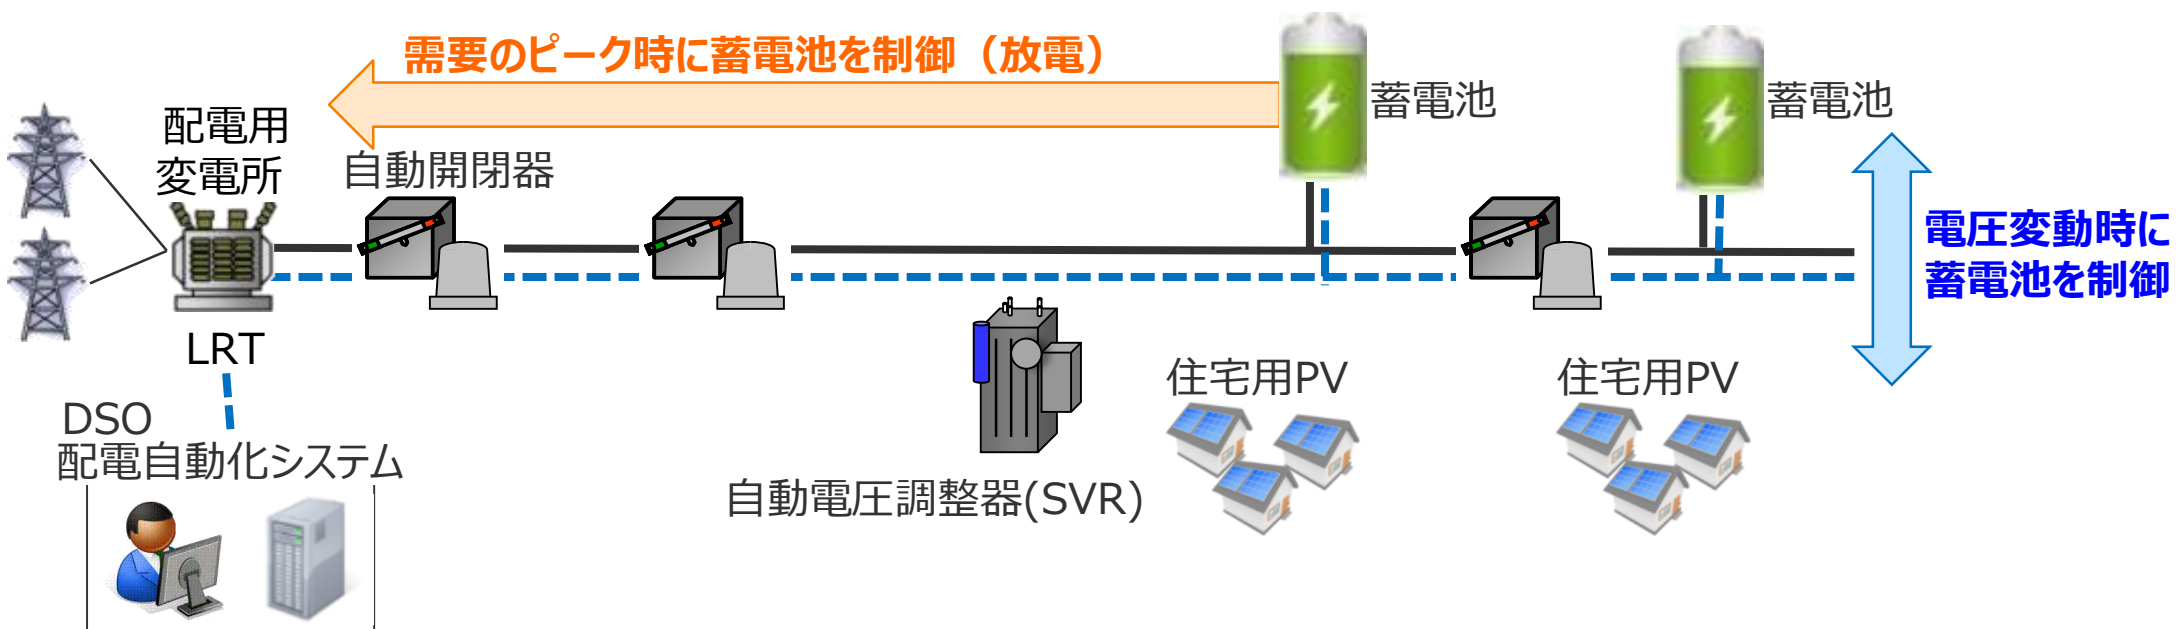 需要のピーク時に蓄電池を制御（放電）
蓄電池
蓄電池
配電用
変電所
自動開閉器
電圧変動時に
蓄電池を制御
LRT
住宅用PV
住宅用PV
DSO
配電自動化システム
自動電圧調整器(SVR)